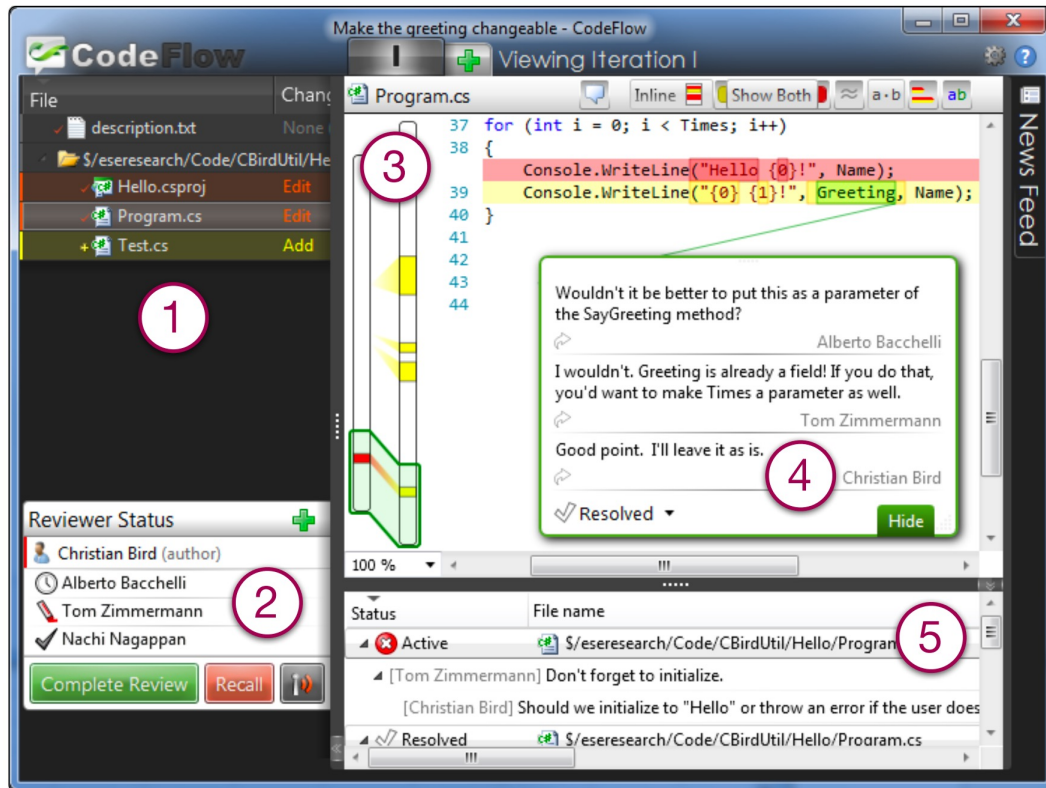 Make the greeting changeable - CodeFlow
CodeFlow
I
Viewing Iteration I
?
File Chang
description.txt None
$/eseresearch/Code/CBirdUtil/He
Hello.csproj Edit
Program.cs Edit
Test.cs Add
1
Reviewer Status
Christian Bird (author)
Alberto Bacchelli
Tom Zimmermann
Nachi Nagappan
2
Complete Review Recall
Program.cs Inline Show Both a·b ab
News Feed
3
37 for (int i = 0; i < Times; i++)
38 {
Console.WriteLine("Hello {0}!", Name);
39 Console.WriteLine("{0} {1}!", Greeting, Name);
40 }
41
42
43
44
Wouldn't it be better to put this as a parameter of
the SayGreeting method?
Alberto Bacchelli
I wouldn't. Greeting is already a field! If you do that,
you'd want to make Times a parameter as well.
Tom Zimmermann
Good point. I'll leave it as is.
4
Christian Bird
Resolved Hide
100 %
Status File name
5
Active $/eseresearch/Code/CBirdUtil/Hello/Program
[Tom Zimmermann] Don't forget to initialize.
[Christian Bird] Should we initialize to "Hello" or throw an error if the user does
Resolved $/eseresearch/Code/CBirdUtil/Hello/Program.cs